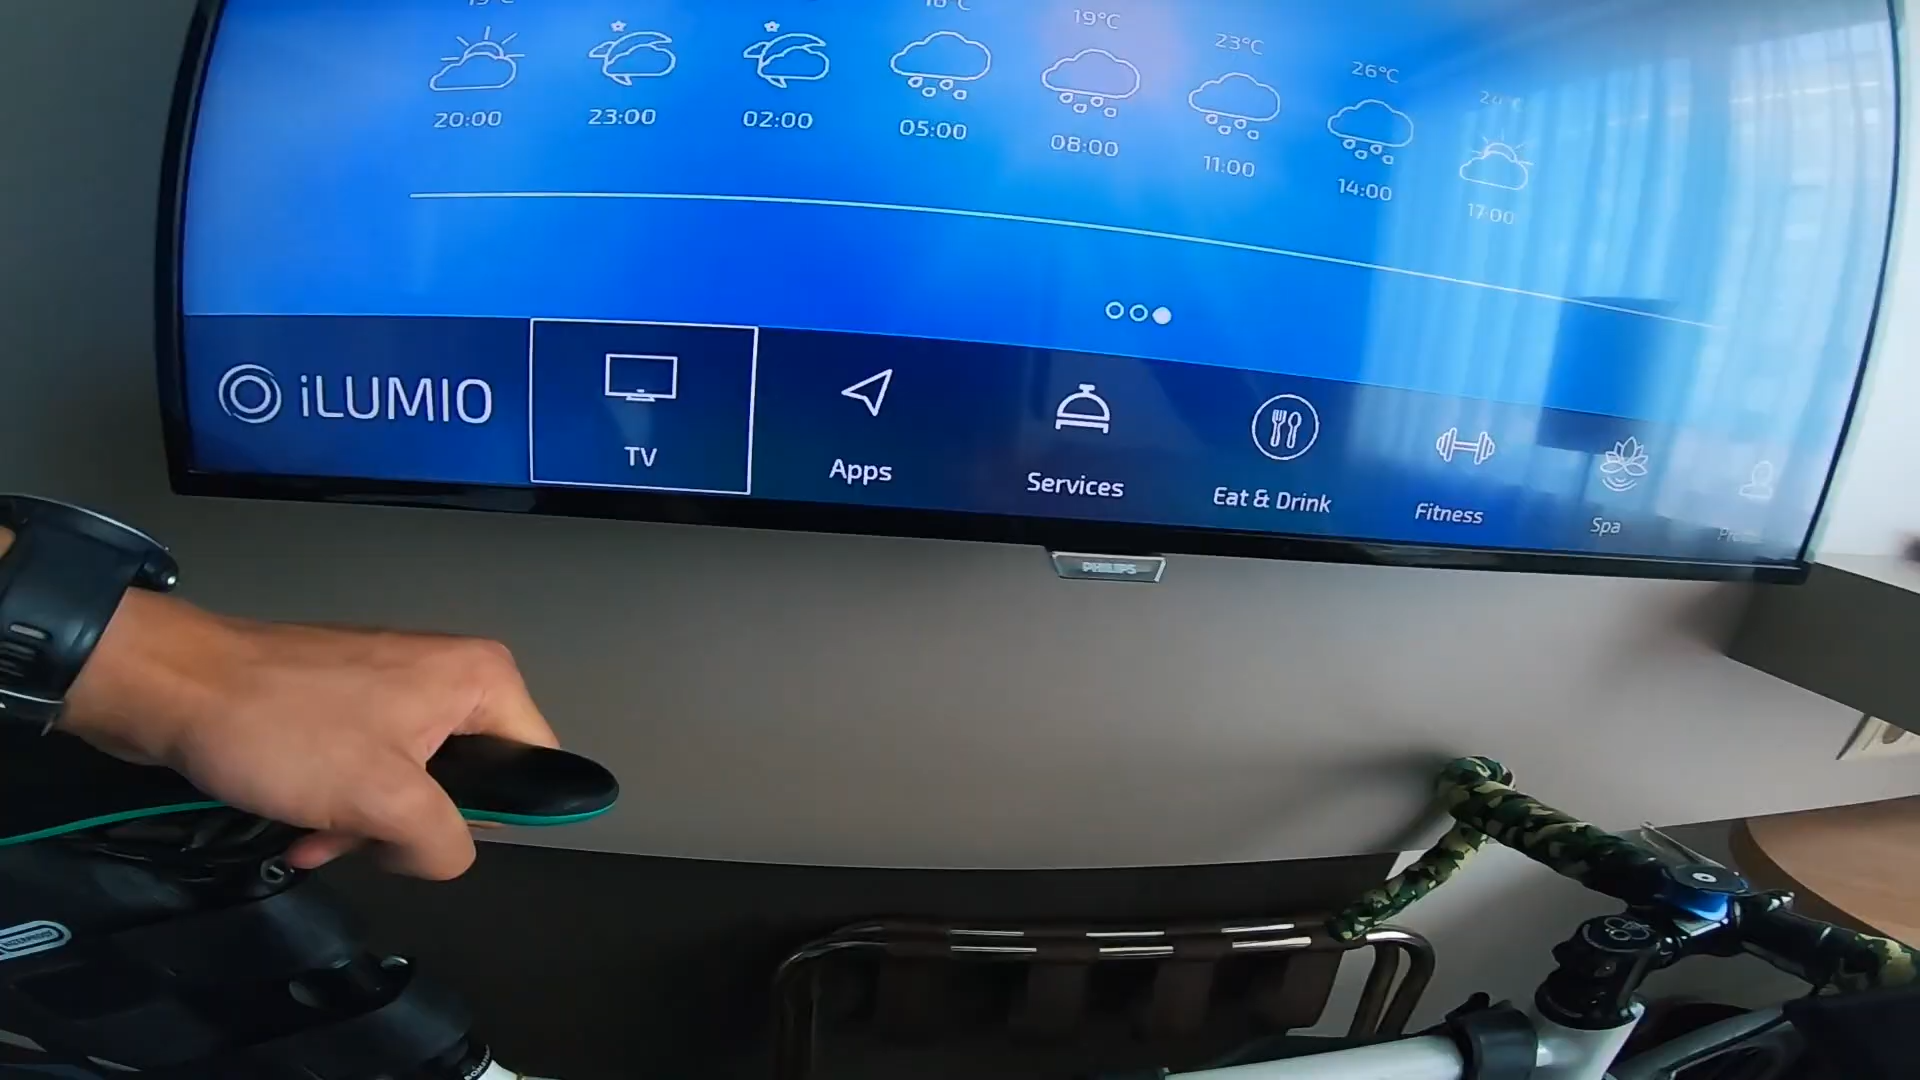 19°C
23°C
26°C
20:00
23:00
02:00
05:00
08:00
11:00
14:00
17:00
iLUMIO
TV
Apps
Services
Eat & Drink
Fitness
Spa
PHILIPS